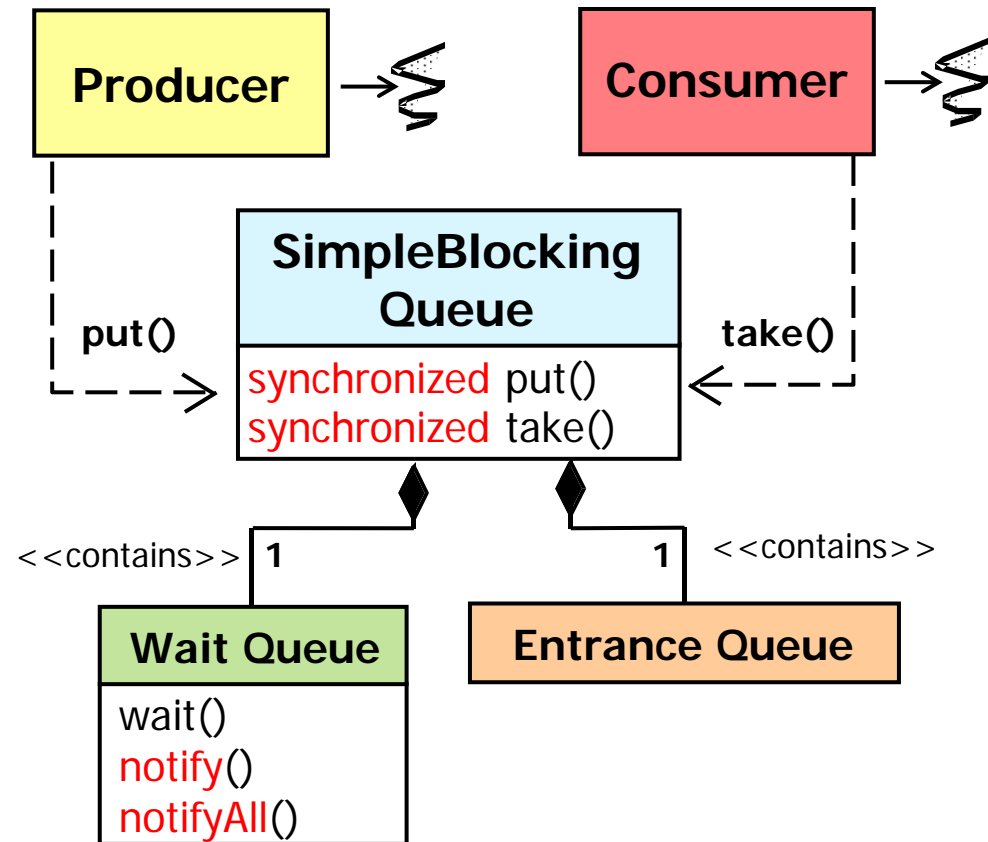 Producer
Consumer
SimpleBlocking
Queue
put()
take()
synchronized put()
synchronized take()
<<contains>>
1
1
<<contains>>
Wait Queue
Entrance Queue
wait()
notify()
notifyAll()